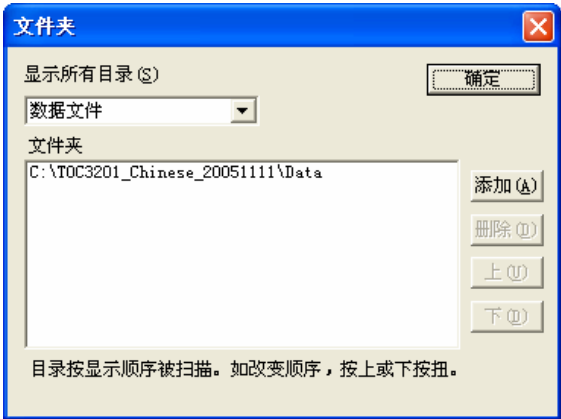 文件夹
显示所有目录(S)
确定
数据文件
文件夹
C:\TOC3201_Chinese_20051111\Data
添加(A)
删除(D)
上(U)
下(D)
目录按显示顺序被扫描。如改变顺序，按上或下按扭。